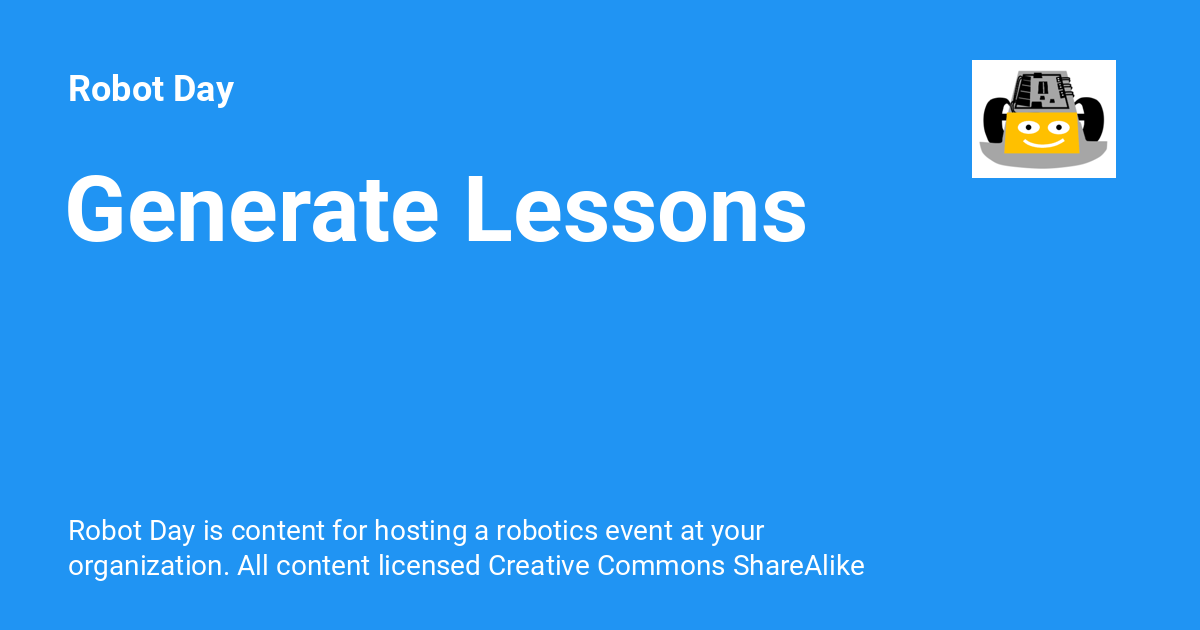 Robot Day
Generate Lessons
Robot Day is content for hosting a robotics event at your
organization. All content licensed Creative Commons ShareAlike